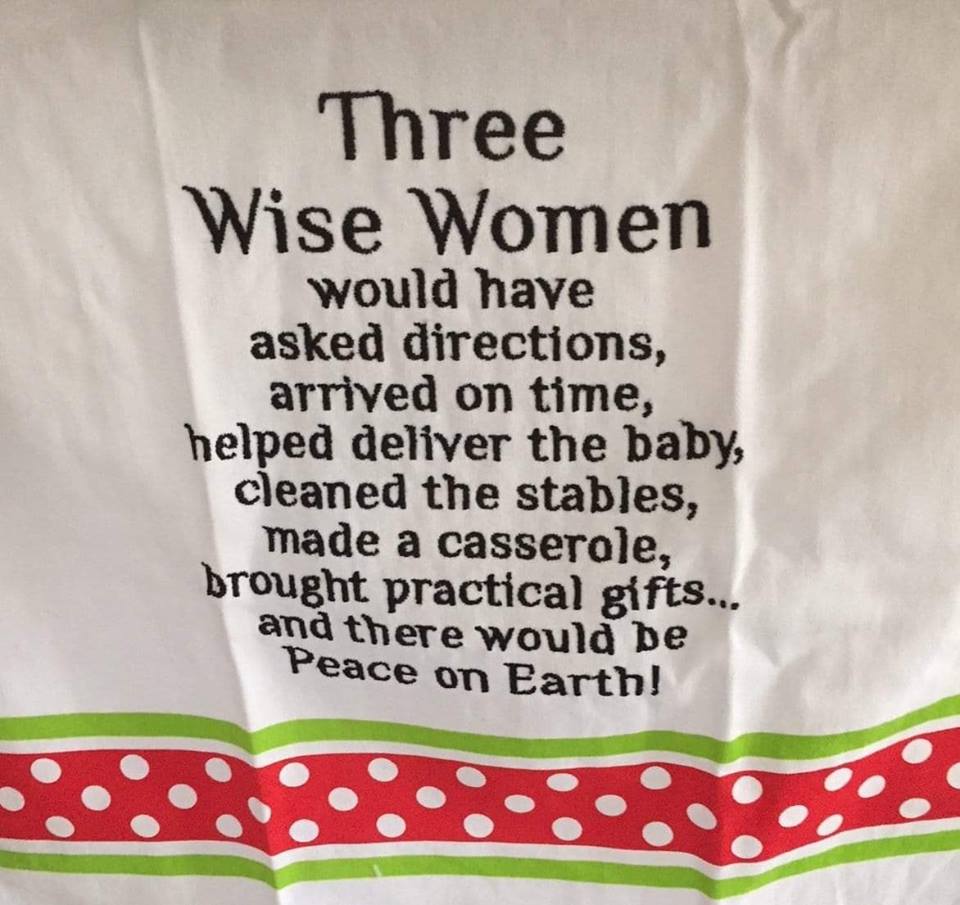 Three
Wise Women
would have
asked directions,
arrived on time,
helped deliver the baby,
cleaned the stables,
made a casserole,
brought practical gifts...
and there would be
Peace on Earth!